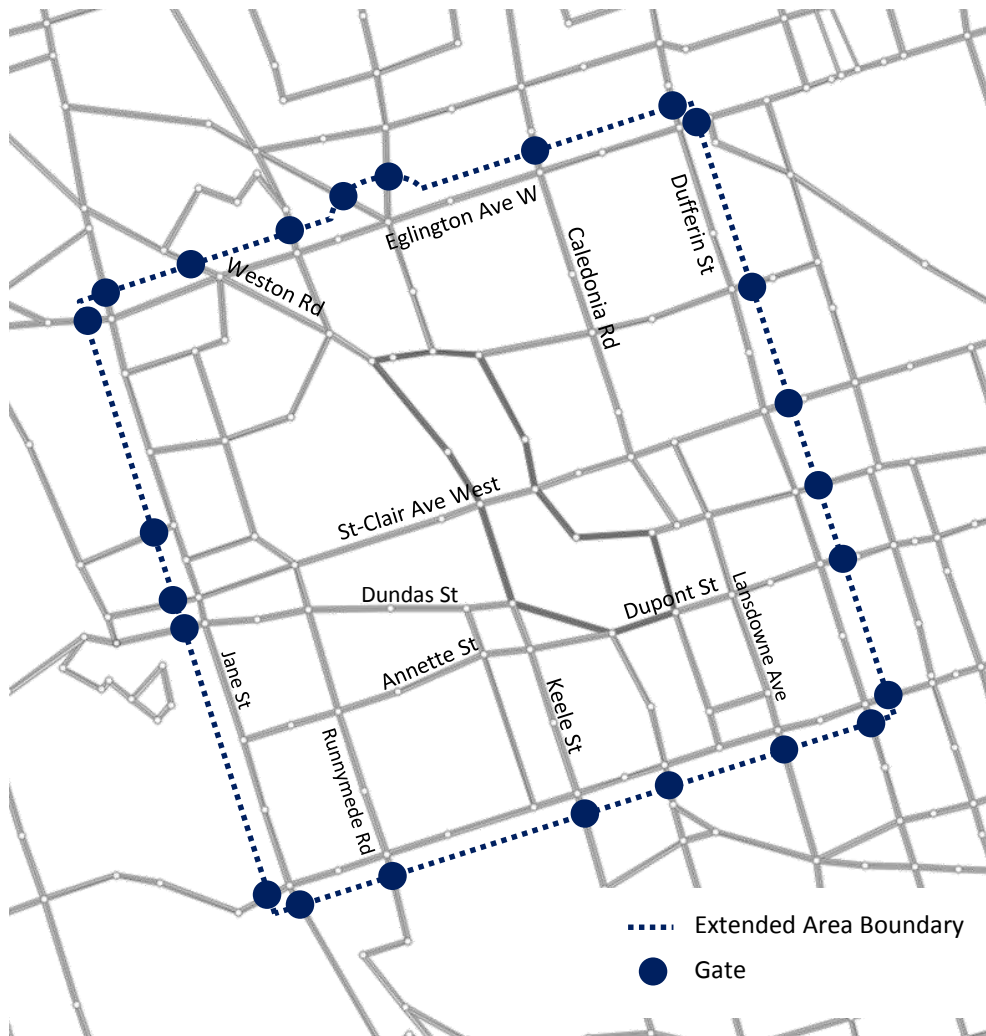 Eglington Ave W
Dufferin St
Caledonia Rd
Weston Rd
St-Clair Ave West
Dundas St
Dupont St
Lansdowne Ave
Annette St
Jane St
Keele St
Runnymede Rd
Extended Area Boundary
Gate